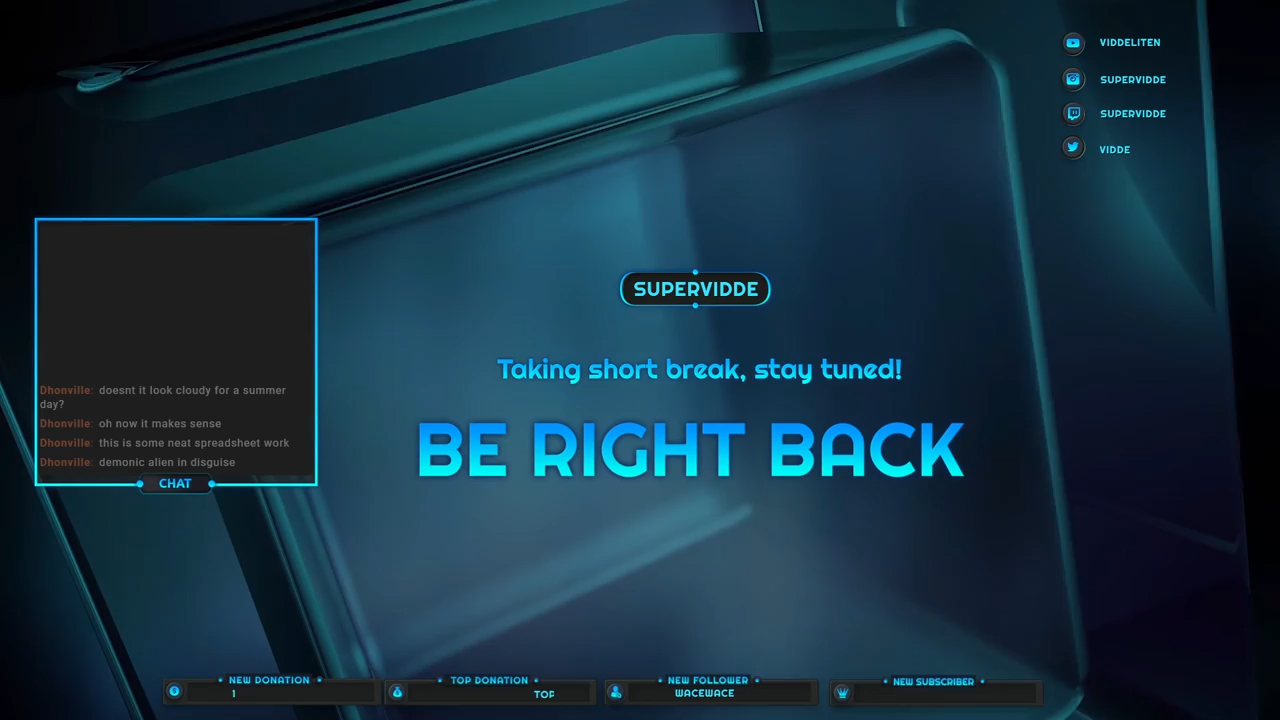 VIDDELITEN
SUPERVIDDE
SUPERVIDDE
VIDDE
SUPERVIDDE
Taking short break, stay tuned!
BE RIGHT BACK
Dhonville: doesnt it look cloudy for a summer
day?
Dhonville: oh now it makes sense
Dhonville: this is some neat spreadsheet work
Dhonville: demonic alien in disguise
CHAT
NEW DONATION
1
TOP DONATION
TOP
NEW FOLLOWER
WACEWACE
NEW SUBSCRIBER